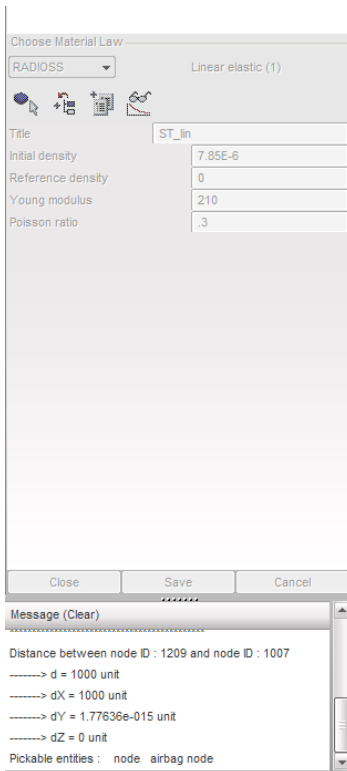 Choose Material Law
RADIOSS Linear elastic (1)
Title ST_lin
Initial density 7.85E-6
Reference density 0
Young modulus 210
Poisson ratio .3
Close Save Cancel
Message (Clear)
--------------------------------------------
Distance between node ID : 1209 and node ID : 1007
-------> d = 1000 unit
-------> dX = 1000 unit
-------> dY = 1.77636e-015 unit
-------> dZ = 0 unit
Pickable entities : node airbag node